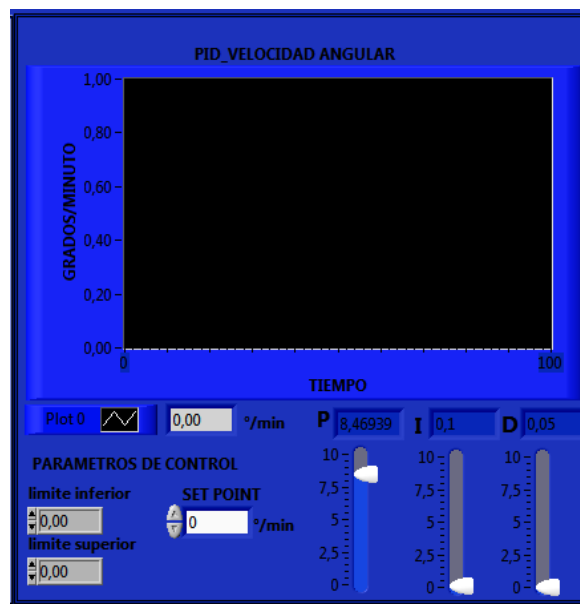 PID_VELOCIDAD ANGULAR
1,00
0,80
0,60
0,40
0,20
0,00
GRADOS/MINUTO
0 100
TIEMPO
Plot 0 0,00 °/min P 8,46939 I 0,1 D 0,05
PARAMETROS DE CONTROL
limite inferior SET POINT
0,00 0 °/min
limite superior
0,00
10 10 10
7,5 7,5 7,5
5 5 5
2,5 2,5 2,5
0 0 0